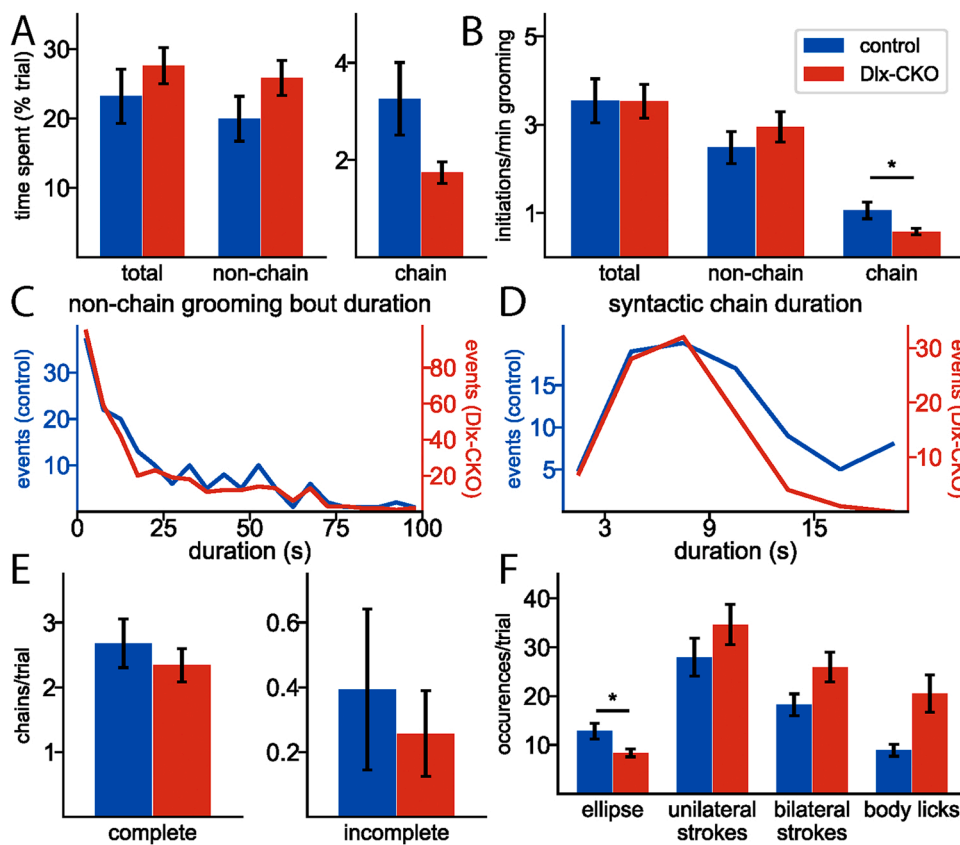 A
B
time spent (% trial)
30
20
10
total
non-chain
4
2
chain
initiations/min grooming
5
3
1
control
Dlx-CKO
*
total
non-chain
chain
C
non-chain grooming bout duration
D
syntactic chain duration
events (control)
30
20
10
0
25
50
75
100
duration (s)
80
60
40
20
events (Dlx-CKO)
events (control)
15
10
5
3
9
15
duration (s)
30
20
10
events (Dlx-CKO)
E
F
chains/trial
3
2
1
complete
0.6
0.4
0.2
incomplete
occurences/trial
40
30
20
10
*
ellipse
unilateral
strokes
bilateral
strokes
body licks